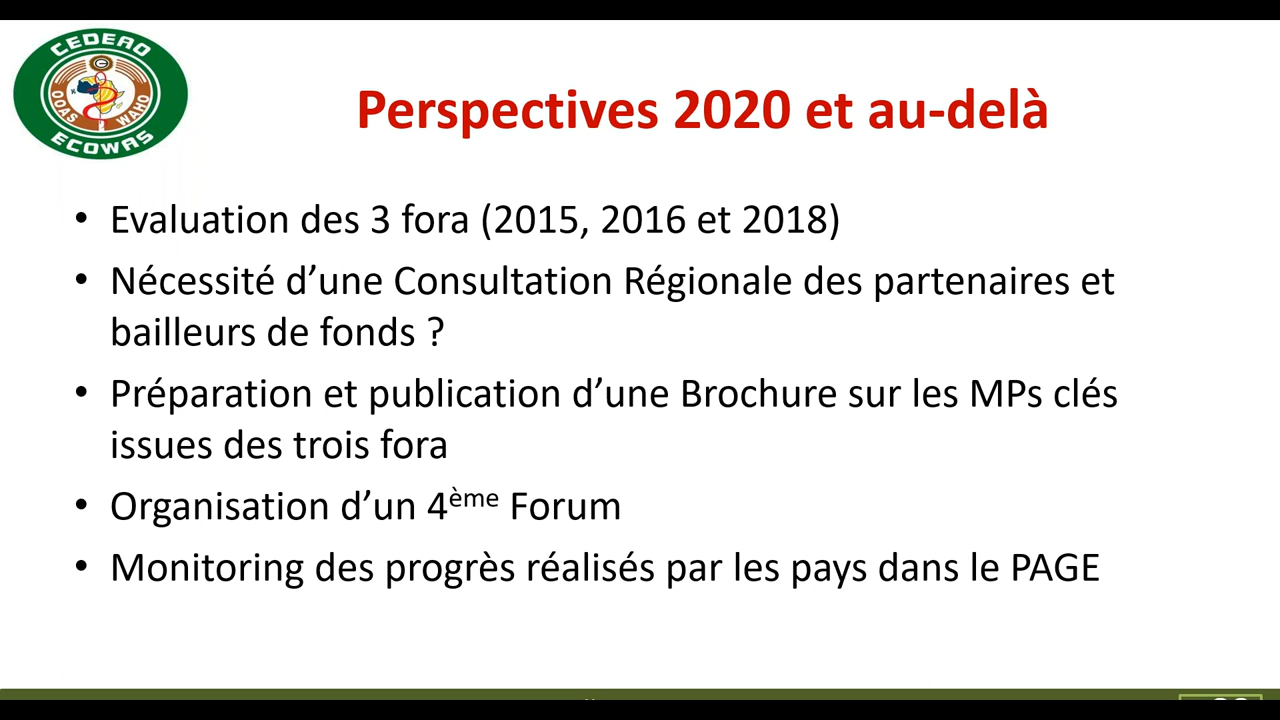 CEDEAO
OOAS WAHO
ECOWAS
Perspectives 2020 et au-delà
• Evaluation des 3 fora (2015, 2016 et 2018)
• Nécessité d’une Consultation Régionale des partenaires et
bailleurs de fonds ?
• Préparation et publication d’une Brochure sur les MPs clés
issues des trois fora
• Organisation d’un 4ème Forum
• Monitoring des progrès réalisés par les pays dans le PAGE